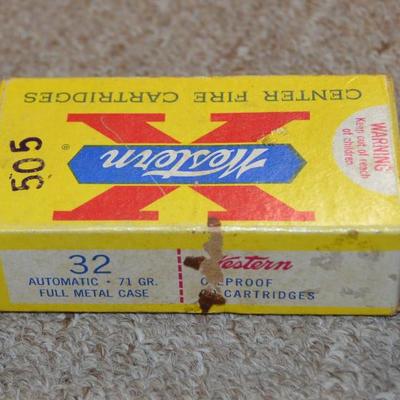 CENTER FIRE CARTRIDGES
Western
X
®
WARNING
Keep out of reach
of children
505
32
AUTOMATIC • 71 GR.
FULL METAL CASE
Western
CARTRIDGES